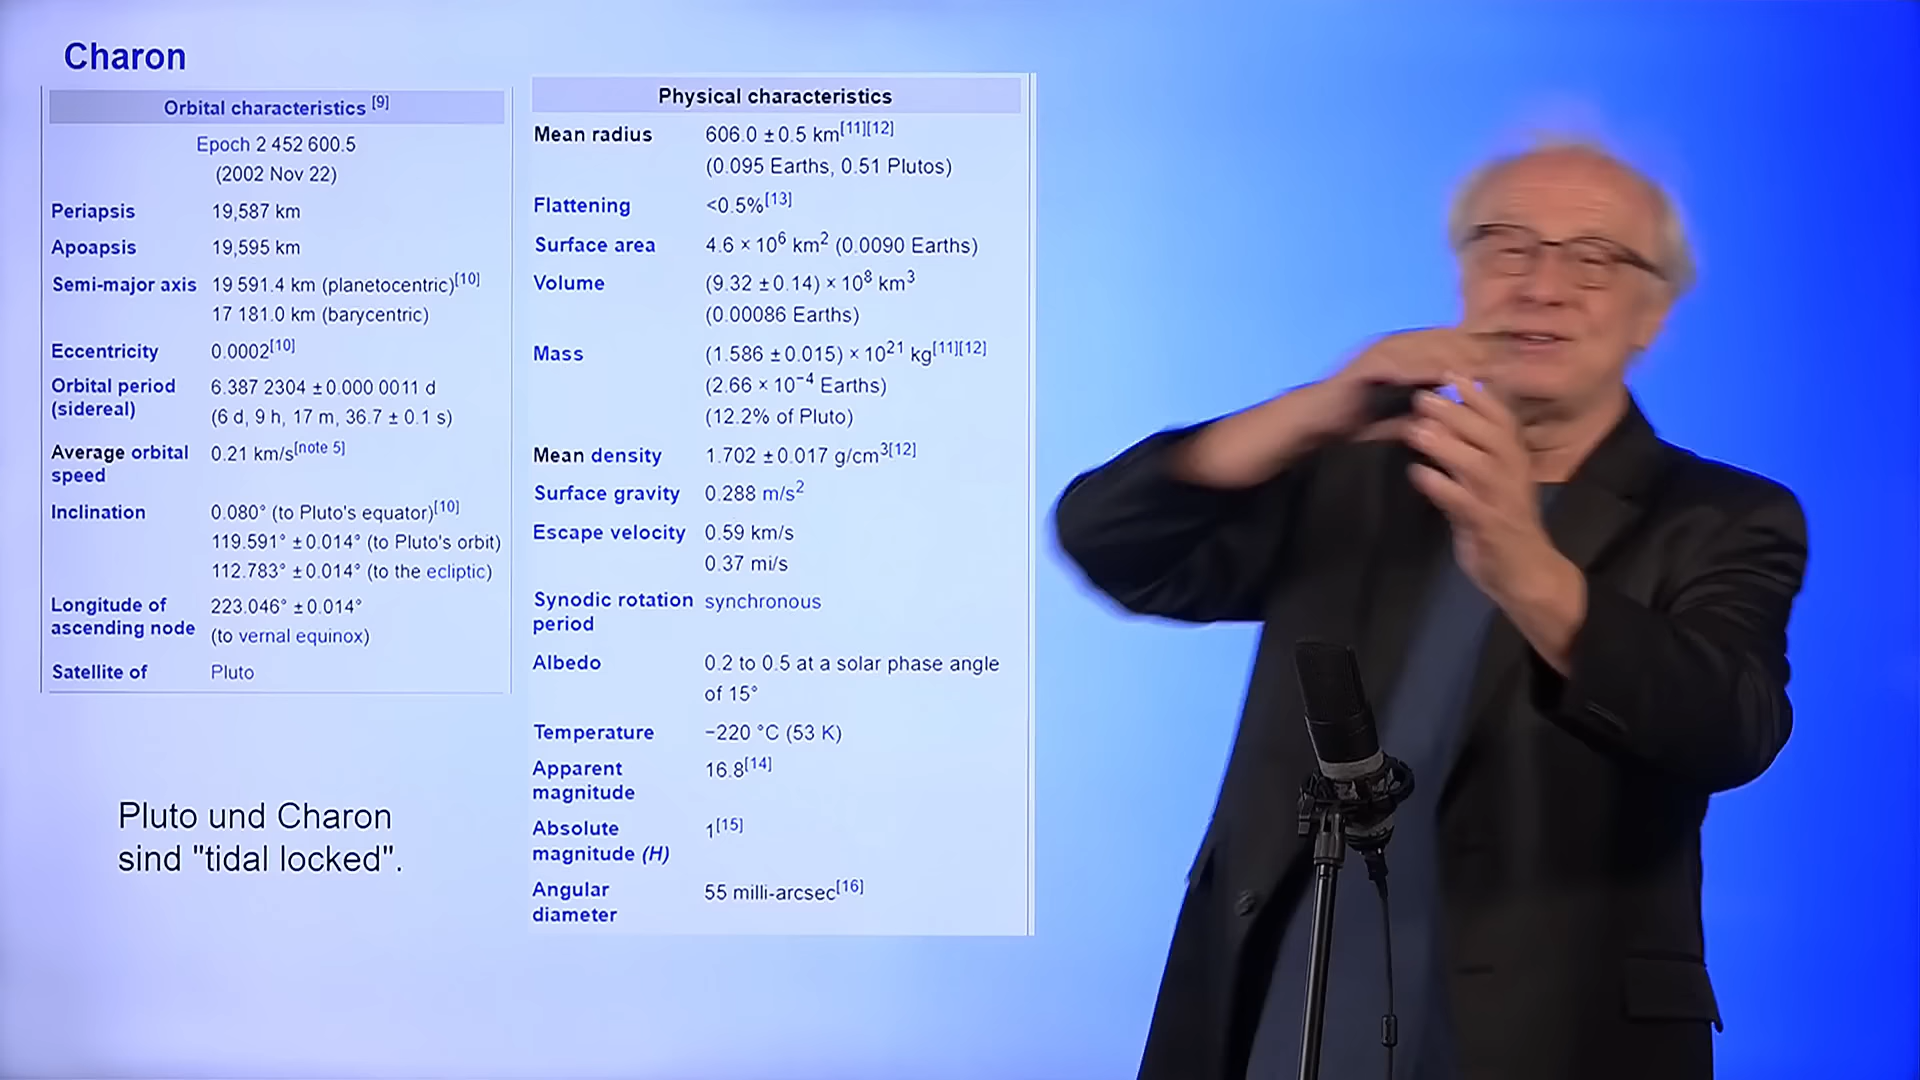 Charon
Orbital characteristics [9]
Epoch 2 452 600.5
(2002 Nov 22)
Periapsis 19,587 km
Apoapsis 19,595 km
Semi-major axis 19 591.4 km (planetocentric)[10]
17 181.0 km (barycentric)
Eccentricity 0.0002[10]
Orbital period (sidereal) 6.387 2304 ± 0.000 0011 d
(6 d, 9 h, 17 m, 36.7 ± 0.1 s)
Average orbital speed 0.21 km/s[note 5]
Inclination 0.080° (to Pluto's equator)[10]
119.591° ± 0.014° (to Pluto's orbit)
112.783° ± 0.014° (to the ecliptic)
Longitude of ascending node 223.046° ± 0.014°
(to vernal equinox)
Satellite of Pluto
Physical characteristics
Mean radius 606.0 ± 0.5 km[11][12]
(0.095 Earths, 0.51 Plutos)
Flattening <0.5%[13]
Surface area 4.6 × 10⁶ km² (0.0090 Earths)
Volume (9.32 ± 0.14) × 10⁸ km³
(0.00086 Earths)
Mass (1.586 ± 0.015) × 10²¹ kg[11][12]
(2.66 × 10⁻⁴ Earths)
(12.2% of Pluto)
Mean density 1.702 ± 0.017 g/cm³[12]
Surface gravity 0.288 m/s²
Escape velocity 0.59 km/s
0.37 mi/s
Synodic rotation period synchronous
Albedo 0.2 to 0.5 at a solar phase angle
of 15°
Temperature −220 °C (53 K)
Apparent magnitude 16.8[14]
Absolute magnitude (H) 1[15]
Angular diameter 55 milli-arcsec[16]
Pluto und Charon
sind "tidal locked".